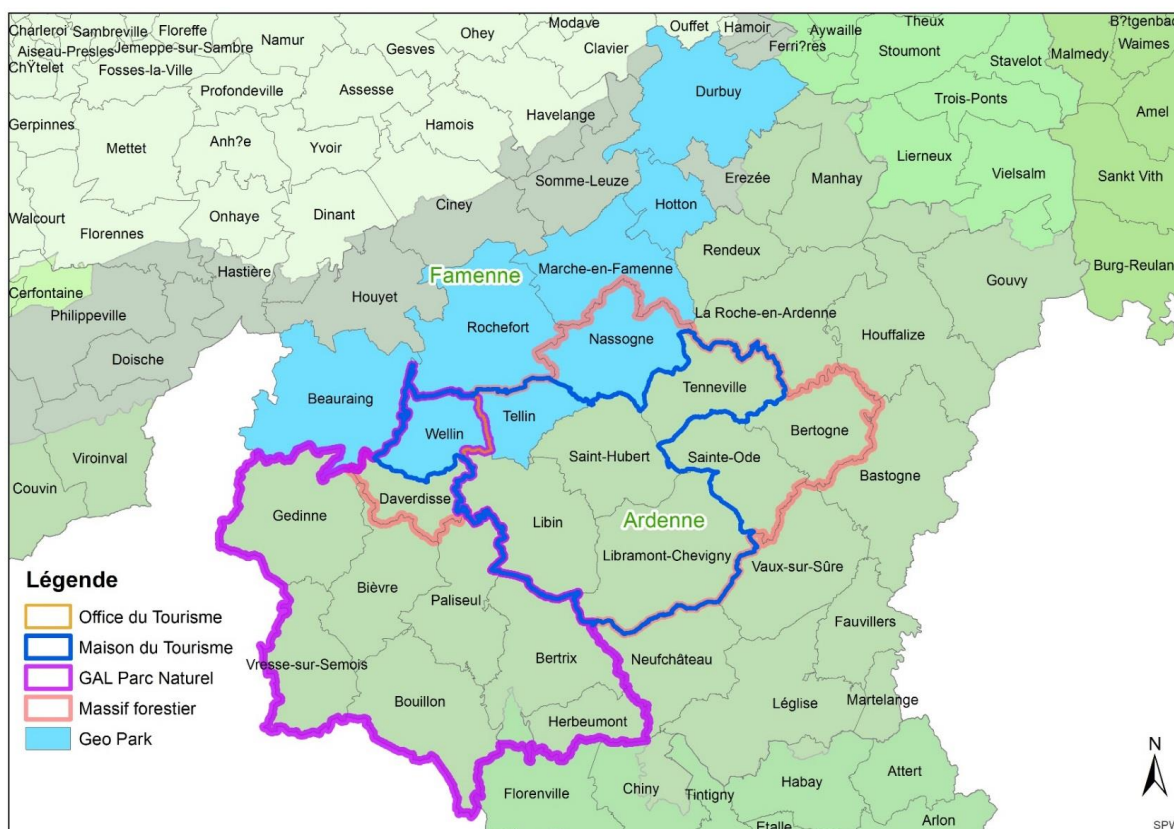 Charleroi
Sambreville
Floreffe
Namur
Ohey
Modave
Ouffet
Hamoir
Aywaille
Theux
B?tgenbach
Aiseau-Presles
Jemeppe-sur-Sambre
Gesves
Clavier
Ferri?res
Stoumont
Stavelot
Malmedy
Waimes
ChŸtelet
Fosses-la-Ville
Profondeville
Assesse
Havelange
Durbuy
Trois-Ponts
Amel
Gerpinnes
Mettet
Anh?e
Yvoir
Hamois
Lierneux
Vielsalm
Sankt Vith
Somme-Leuze
Erezée
Manhay
Walcourt
Florennes
Onhaye
Dinant
Ciney
Hotton
Rendeux
Gouvy
Burg-Reuland
Cerfontaine
Hastière
Famenne
Marche-en-Famenne
Philippeville
Houyet
Rochefort
La Roche-en-Ardenne
Houffalize
Doische
Nassogne
Tenneville
Beauraing
Wellin
Tellin
Bertogne
Viroinval
Saint-Hubert
Sainte-Ode
Bastogne
Couvin
Gedinne
Daverdisse
Libin
Ardenne
Libramont-Chevigny
Vaux-sur-Sûre
Bièvre
Paliseul
Fauvillers
Vresse-sur-Semois
Bertrix
Neufchâteau
Bouillon
Herbeumont
Léglise
Martelange
Florenville
Chiny
Tintigny
Habay
Attert
Etalle
Arlon
Légende
Office du Tourisme
Maison du Tourisme
GAL Parc Naturel
Massif forestier
Geo Park
N
SPW